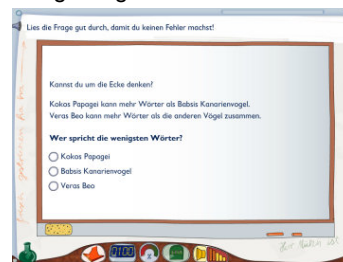 Lies die Frage gut durch, damit du keinen Fehler machst!
Kannst du um die Ecke denken?
Kokos Papagei kann mehr Wörter als Babsis Kanarienvogel.
Veras Beo kann mehr Wörter als die anderen Vögel zusammen.
Wer spricht die wenigsten Wörter?
Kokos Papagei
Babsis Kanarienvogel
Veras Beo